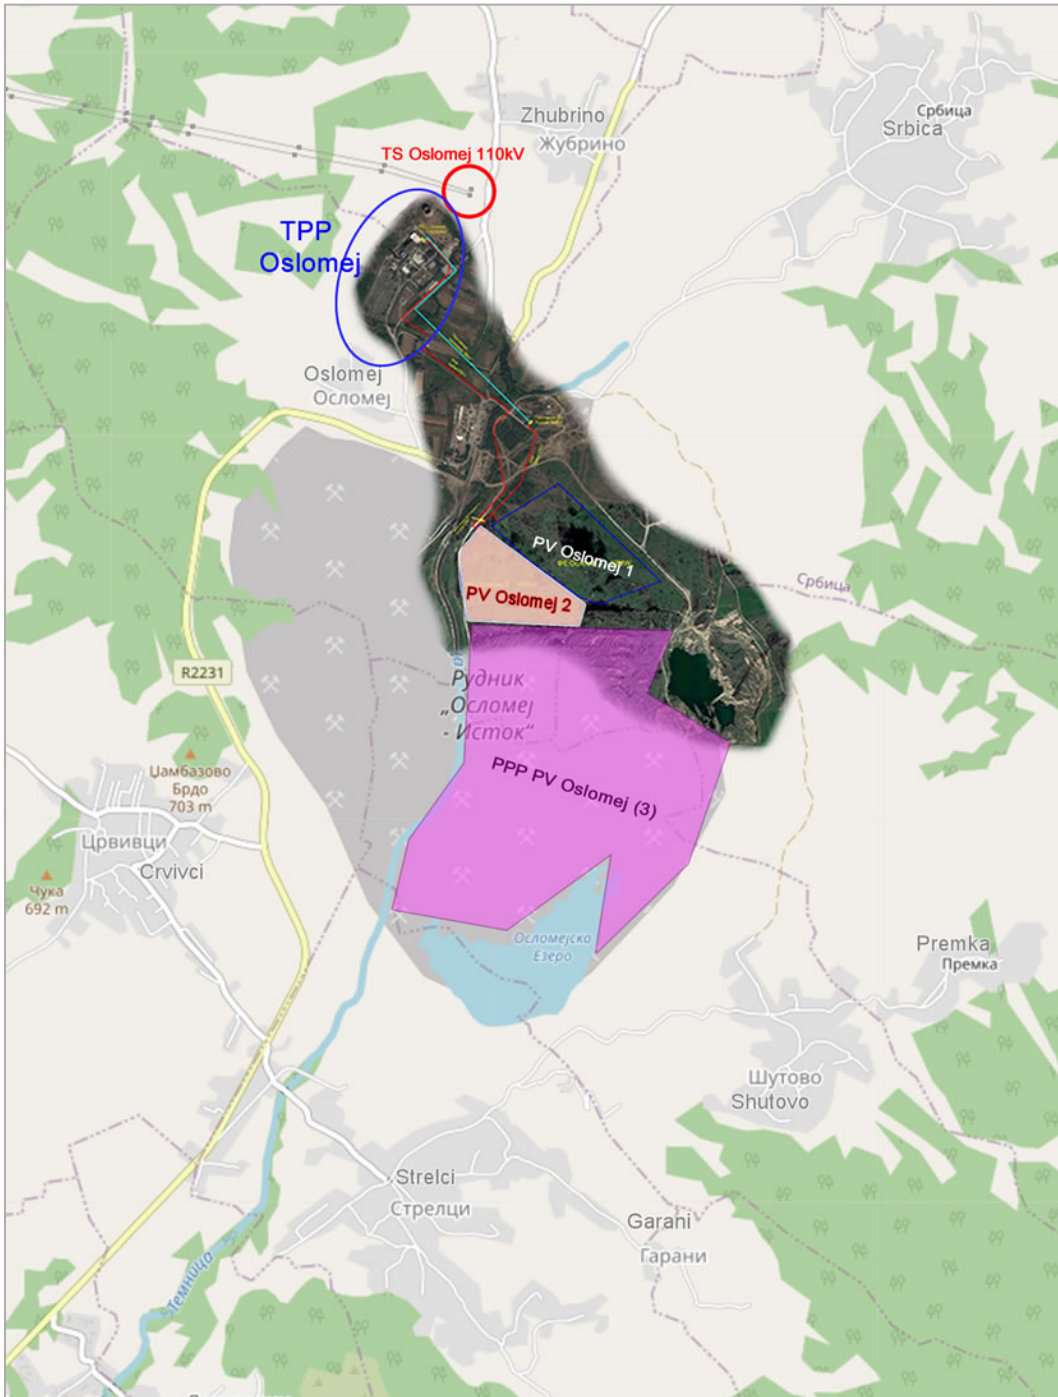 Zhubrino
Жубрино
Србица
Srbica
TS Oslomej 110kV
TPP
Oslomej
Oslomej
Осломеј
PV Oslomej 1
PV Oslomej 2
Србица
R2231
Рудник
„Осломеј
- Исток“
PPP PV Oslomej (3)
Џамбазово
Брдо
703 m
Црвивци
Crvivci
Чука
692 m
Осломејско
Езеро
Premka
Премка
Шутово
Shutovo
Strelci
Стрелци
Garani
Гарани
Темница